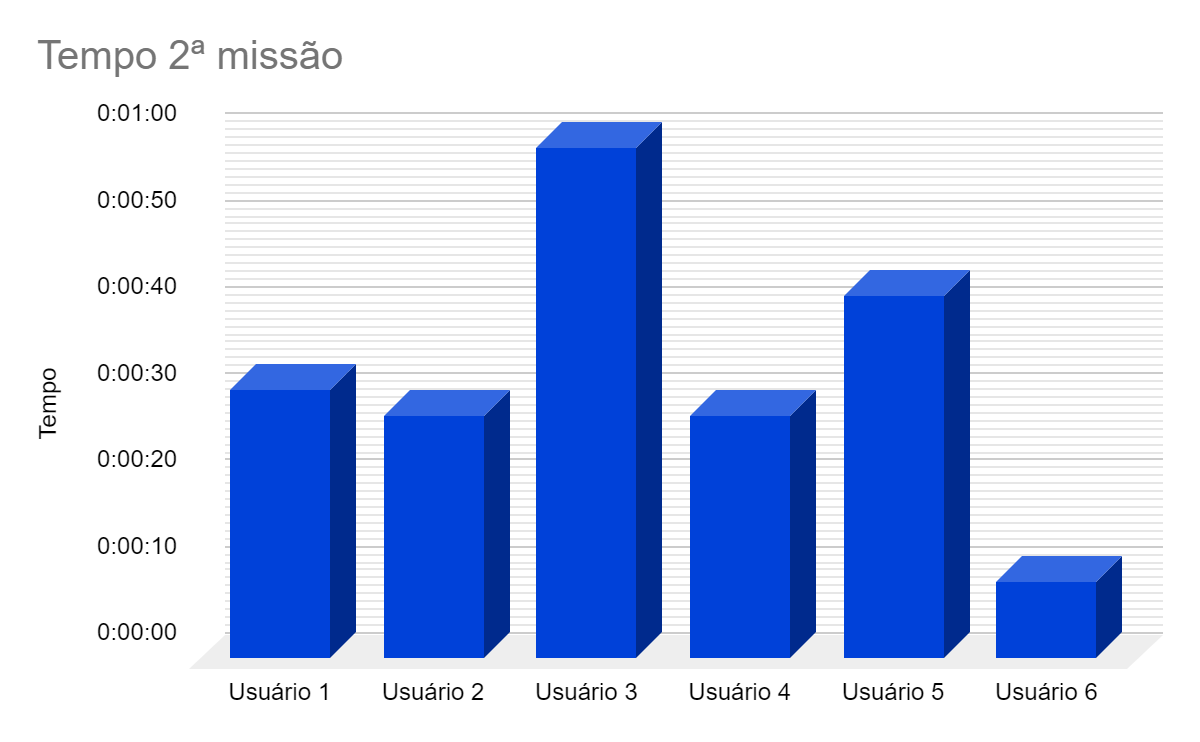 Tempo 2ª missão
0:01:00
0:00:50
0:00:40
0:00:30
0:00:20
0:00:10
0:00:00
Tempo
Usuário 1
Usuário 2
Usuário 3
Usuário 4
Usuário 5
Usuário 6